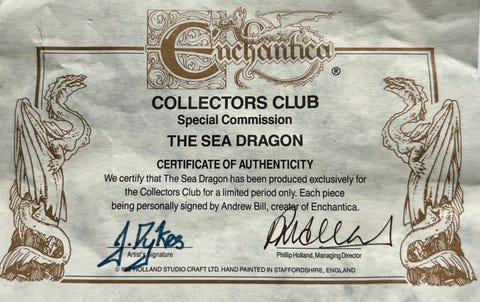 Enchantica ®
COLLECTORS CLUB
Special Commission
THE SEA DRAGON
CERTIFICATE OF AUTHENTICITY
We certify that The Sea Dragon has been produced exclusively for
the Collectors Club for a limited period only. Each piece
being personally signed by Andrew Bill, creator of Enchantica.
J. Dykes
Artist's Signature
Phillip Holland, Managing Director
© HOLLAND STUDIO CRAFT LTD. HAND PAINTED IN STAFFORDSHIRE, ENGLAND